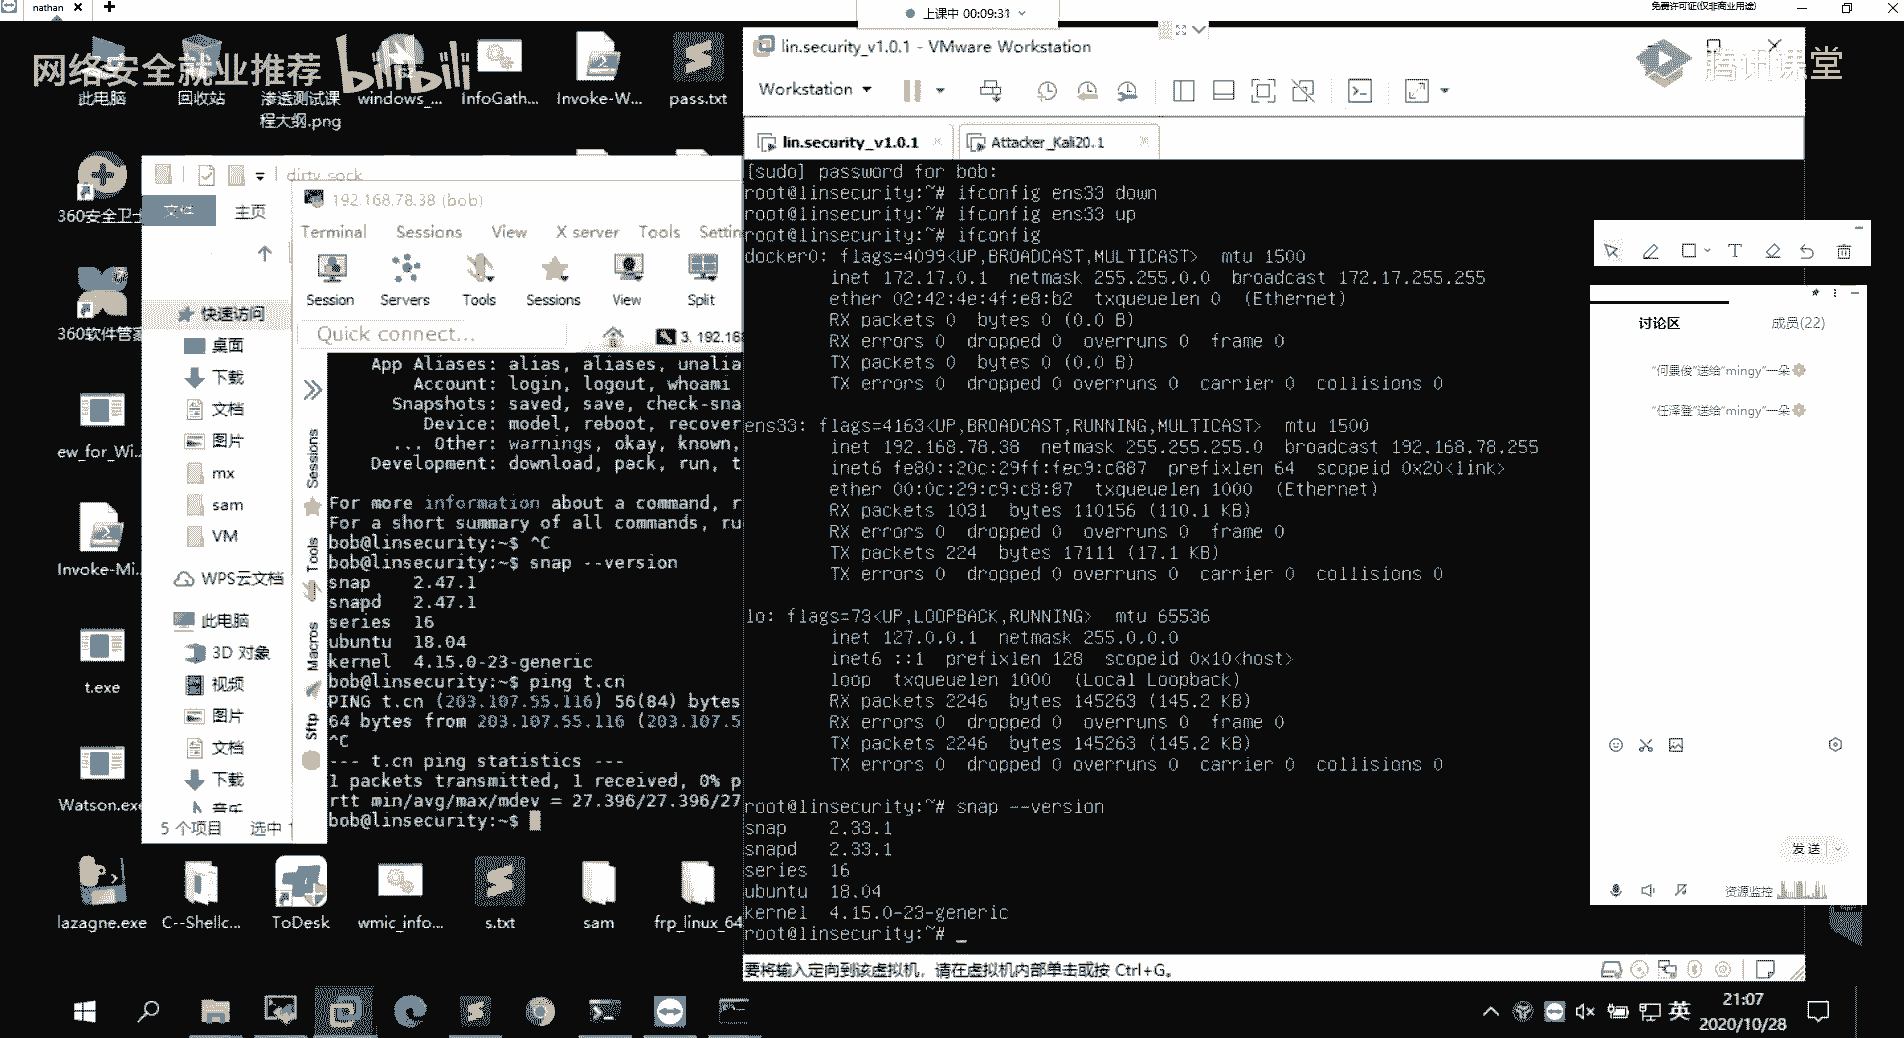 nathan
上课中 00:09:31
免费许可证(仅非商业用途)
网络安全就业推荐
bilibili
腾讯课堂
此电脑
回收站
渗透测试课
程大纲.png
windows_...
InfoGath...
Invoke-W...
pass.txt
360安全卫士
360软件管家
ew_for_Wi...
Invoke-Mi...
t.exe
Watson.exe
lazagne.exe
C--Shellc...
ToDesk
wmic_info...
s.txt
sam
frp_linux_64
dirty_sock
文件
主页
快速访问
桌面
下载
文档
图片
mx
sam
VM
WPS云文档
此电脑
3D 对象
视频
图片
文档
下载
音乐
5 个项目
选中 1
192.168.78.38 (bob)
Terminal Sessions View X server Tools Settin
Session Servers Tools Sessions View Split
Quick connect...
3. 192.168
Sessions
Tools
Macros
Sftp
App Aliases: alias, aliases, unalia
Account: login, logout, whoami
Snapshots: saved, save, check-sna
Device: model, reboot, recover
... Other: warnings, okay, known,
Development: download, pack, run, t
For more information about a command, r
For a short summary of all commands, ru
bob@linsecurity:~$ ^C
bob@linsecurity:~$ snap --version
snap 2.47.1
snapd 2.47.1
series 16
ubuntu 18.04
kernel 4.15.0-23-generic
bob@linsecurity:~$ ping t.cn
PING t.cn (203.107.55.116) 56(84) bytes
64 bytes from 203.107.55.116 (203.107.5
^C
--- t.cn ping statistics ---
1 packets transmitted, 1 received, 0% p
rtt min/avg/max/mdev = 27.396/27.396/27
bob@linsecurity:~$
lin.security_v1.0.1 - VMware Workstation
Workstation
lin.security_v1.0.1
Attacker_Kali20.1
[sudo] password for bob:
root@linsecurity:~# ifconfig ens33 down
root@linsecurity:~# ifconfig ens33 up
root@linsecurity:~# ifconfig
docker0: flags=4099<UP,BROADCAST,MULTICAST> mtu 1500
inet 172.17.0.1 netmask 255.255.0.0 broadcast 172.17.255.255
ether 02:42:4e:4f:e8:b2 txqueuelen 0 (Ethernet)
RX packets 0 bytes 0 (0.0 B)
RX errors 0 dropped 0 overruns 0 frame 0
TX packets 0 bytes 0 (0.0 B)
TX errors 0 dropped 0 overruns 0 carrier 0 collisions 0
ens33: flags=4163<UP,BROADCAST,RUNNING,MULTICAST> mtu 1500
inet 192.168.78.38 netmask 255.255.255.0 broadcast 192.168.78.255
inet6 fe80::20c:29ff:fec9:c887 prefixlen 64 scopeid 0x20<link>
ether 00:0c:29:c9:c8:87 txqueuelen 1000 (Ethernet)
RX packets 1031 bytes 110156 (110.1 KB)
RX errors 0 dropped 0 overruns 0 frame 0
TX packets 224 bytes 17111 (17.1 KB)
TX errors 0 dropped 0 overruns 0 carrier 0 collisions 0
lo: flags=73<UP,LOOPBACK,RUNNING> mtu 65536
inet 127.0.0.1 netmask 255.0.0.0
inet6 ::1 prefixlen 128 scopeid 0x10<host>
loop txqueuelen 1000 (Local Loopback)
RX packets 2246 bytes 145263 (145.2 KB)
RX errors 0 dropped 0 overruns 0 frame 0
TX packets 2246 bytes 145263 (145.2 KB)
TX errors 0 dropped 0 overruns 0 carrier 0 collisions 0
root@linsecurity:~# snap --version
snap 2.33.1
snapd 2.33.1
series 16
ubuntu 18.04
kernel 4.15.0-23-generic
root@linsecurity:~# _
要将输入定向到该虚拟机，请在虚拟机内部单击或按 Ctrl+G。
讨论区
成员(22)
"何景俊"送给"mingy"一朵
"任泽登"送给"mingy"一朵
发送
资源监控
英
21:07
2020/10/28